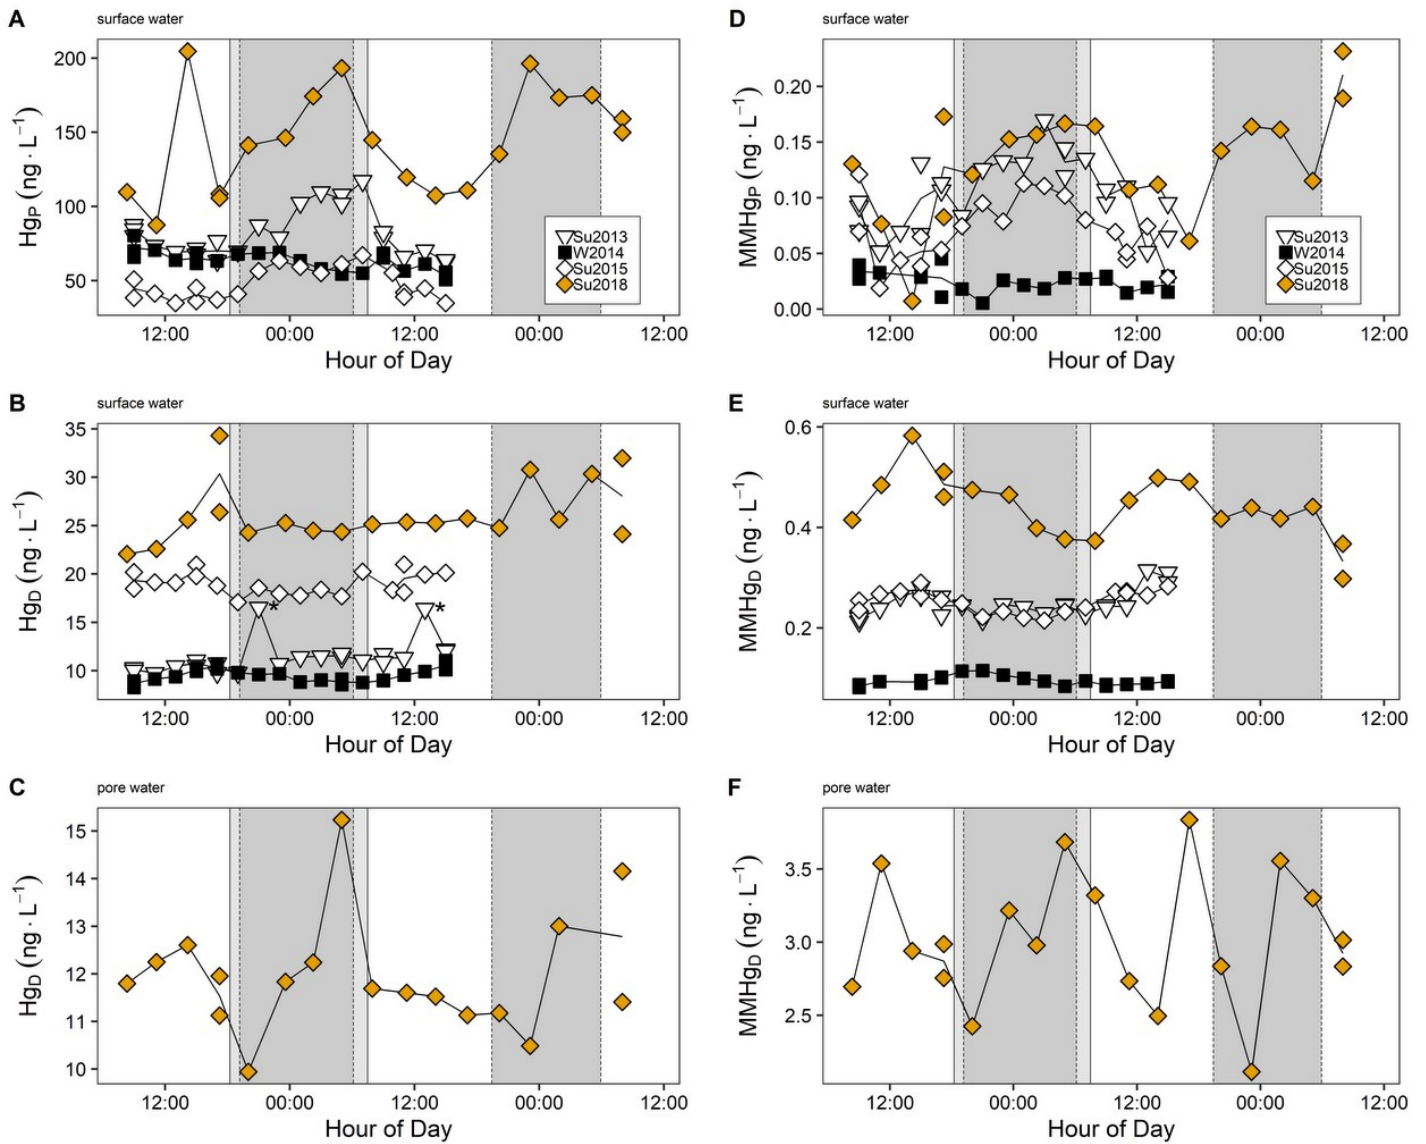 A
surface water
Hg_P (ng · L⁻¹)
200
150
100
50
Su2013
W2014
Su2015
Su2018
12:00 00:00 12:00 00:00 12:00
Hour of Day
D
surface water
MMHg_P (ng · L⁻¹)
0.20
0.15
0.10
0.05
0.00
Su2013
W2014
Su2015
Su2018
12:00 00:00 12:00 00:00 12:00
Hour of Day
B
surface water
Hg_D (ng · L⁻¹)
35
30
25
20
15
10
* *
12:00 00:00 12:00 00:00 12:00
Hour of Day
E
surface water
MMHg_D (ng · L⁻¹)
0.6
0.4
0.2
12:00 00:00 12:00 00:00 12:00
Hour of Day
C
pore water
Hg_D (ng · L⁻¹)
15
14
13
12
11
10
12:00 00:00 12:00 00:00 12:00
Hour of Day
F
pore water
MMHg_D (ng · L⁻¹)
3.5
3.0
2.5
12:00 00:00 12:00 00:00 12:00
Hour of Day